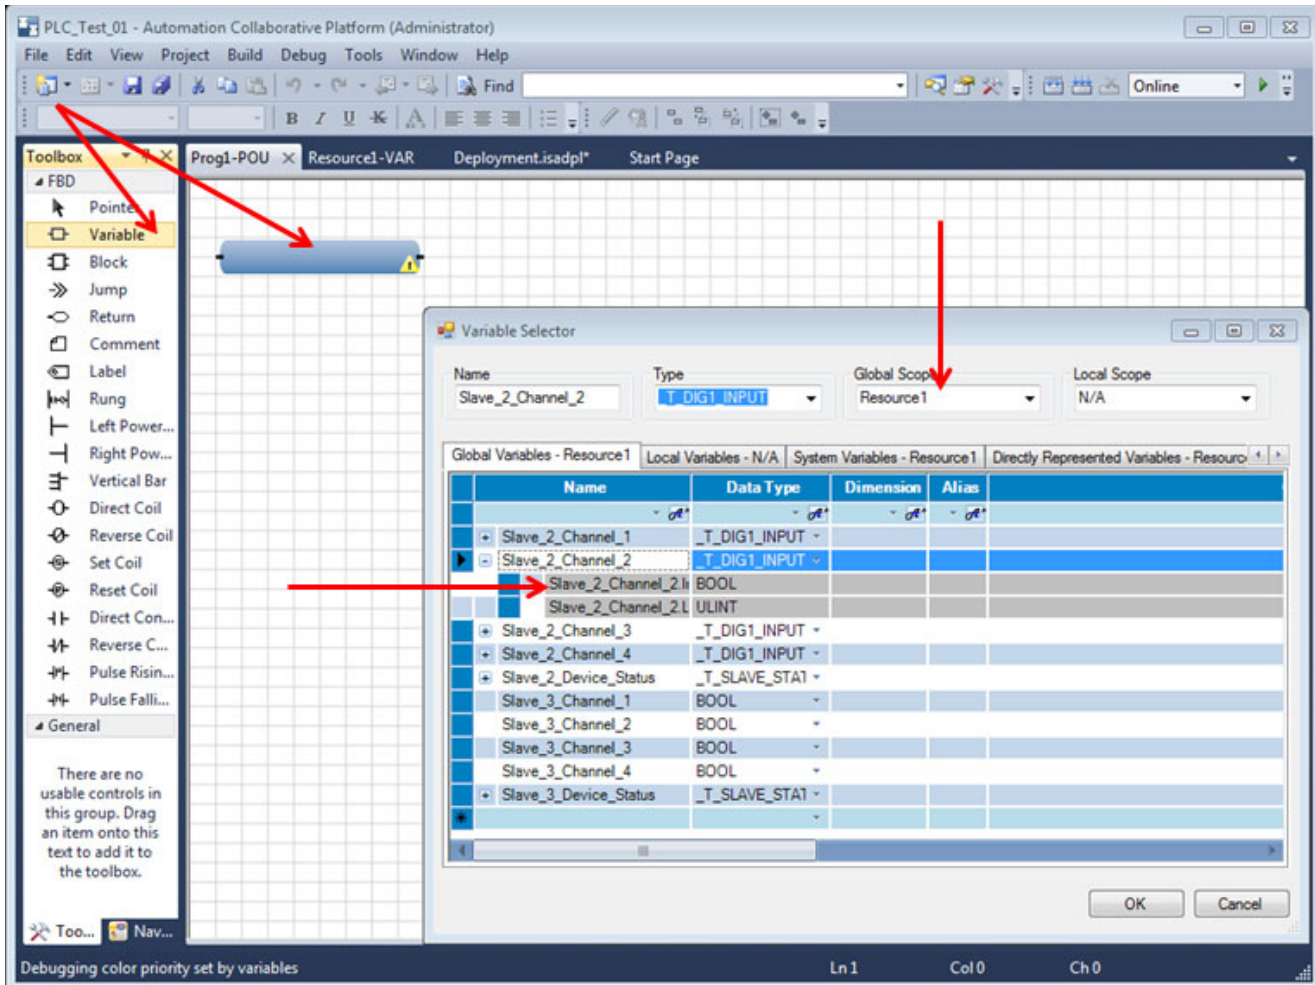 PLC_Test_01 - Automation Collaborative Platform (Administrator)
File Edit View Project Build Debug Tools Window Help
Find
Online
B I U
Toolbox
Prog1-POU
Resource1-VAR
Deployment.isadpl*
Start Page
FBD
Pointer
Variable
Block
Jump
Return
Comment
Label
Rung
Left Power...
Right Pow...
Vertical Bar
Direct Coil
Reverse Coil
Set Coil
Reset Coil
Direct Con...
Reverse C...
Pulse Risin...
Pulse Falli...
General
There are no
usable controls in
this group. Drag
an item onto this
text to add it to
the toolbox.
Too... Nav...
Variable Selector
Name Type Global Scope Local Scope
Slave_2_Channel_2 _T_DIG1_INPUT Resource1 N/A
Global Variables - Resource1 Local Variables - N/A System Variables - Resource1 Directly Represented Variables - Resourc
Name Data Type Dimension Alias
Slave_2_Channel_1 _T_DIG1_INPUT
Slave_2_Channel_2 _T_DIG1_INPUT
Slave_2_Channel_2.I BOOL
Slave_2_Channel_2.L ULINT
Slave_2_Channel_3 _T_DIG1_INPUT
Slave_2_Channel_4 _T_DIG1_INPUT
Slave_2_Device_Status _T_SLAVE_STAT
Slave_3_Channel_1 BOOL
Slave_3_Channel_2 BOOL
Slave_3_Channel_3 BOOL
Slave_3_Channel_4 BOOL
Slave_3_Device_Status _T_SLAVE_STAT
OK Cancel
Debugging color priority set by variables Ln 1 Col 0 Ch 0